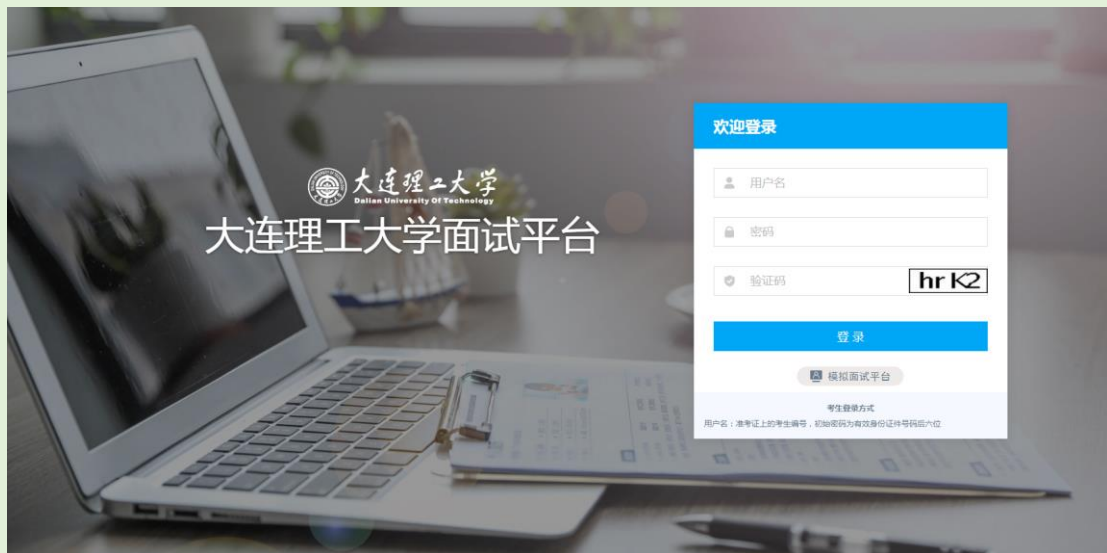 大连理工大学
Dalian University Of Technology
大连理工大学面试平台
欢迎登录
用户名
密码
验证码
hrK2
登录
模拟面试平台
考生登录方式
用户名：准考证上的考生编号，初始密码为有效身份证件号码后六位